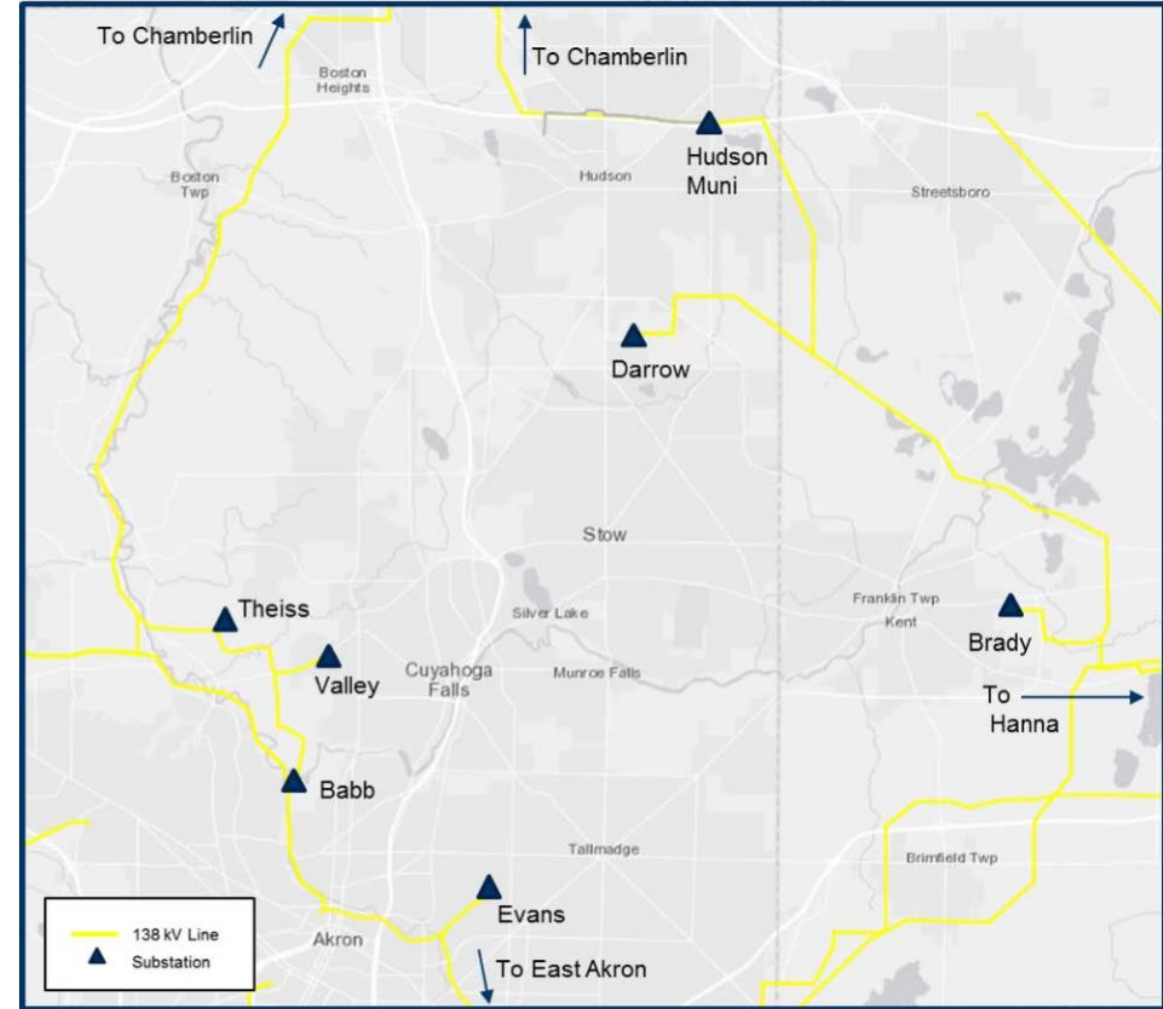 To Chamberlin
To Chamberlin
Boston
Heights
Hudson
Muni
Boston
Twp
Hudson
Streetsboro
Darrow
Stow
Theiss
Silver Lake
Franklin Twp
Kent
Brady
Valley
Cuyahoga
Falls
Munroe Falls
To
Hanna
Babb
Tallmadge
Brimfield Twp
Evans
Akron
To East Akron
138 kV Line
Substation